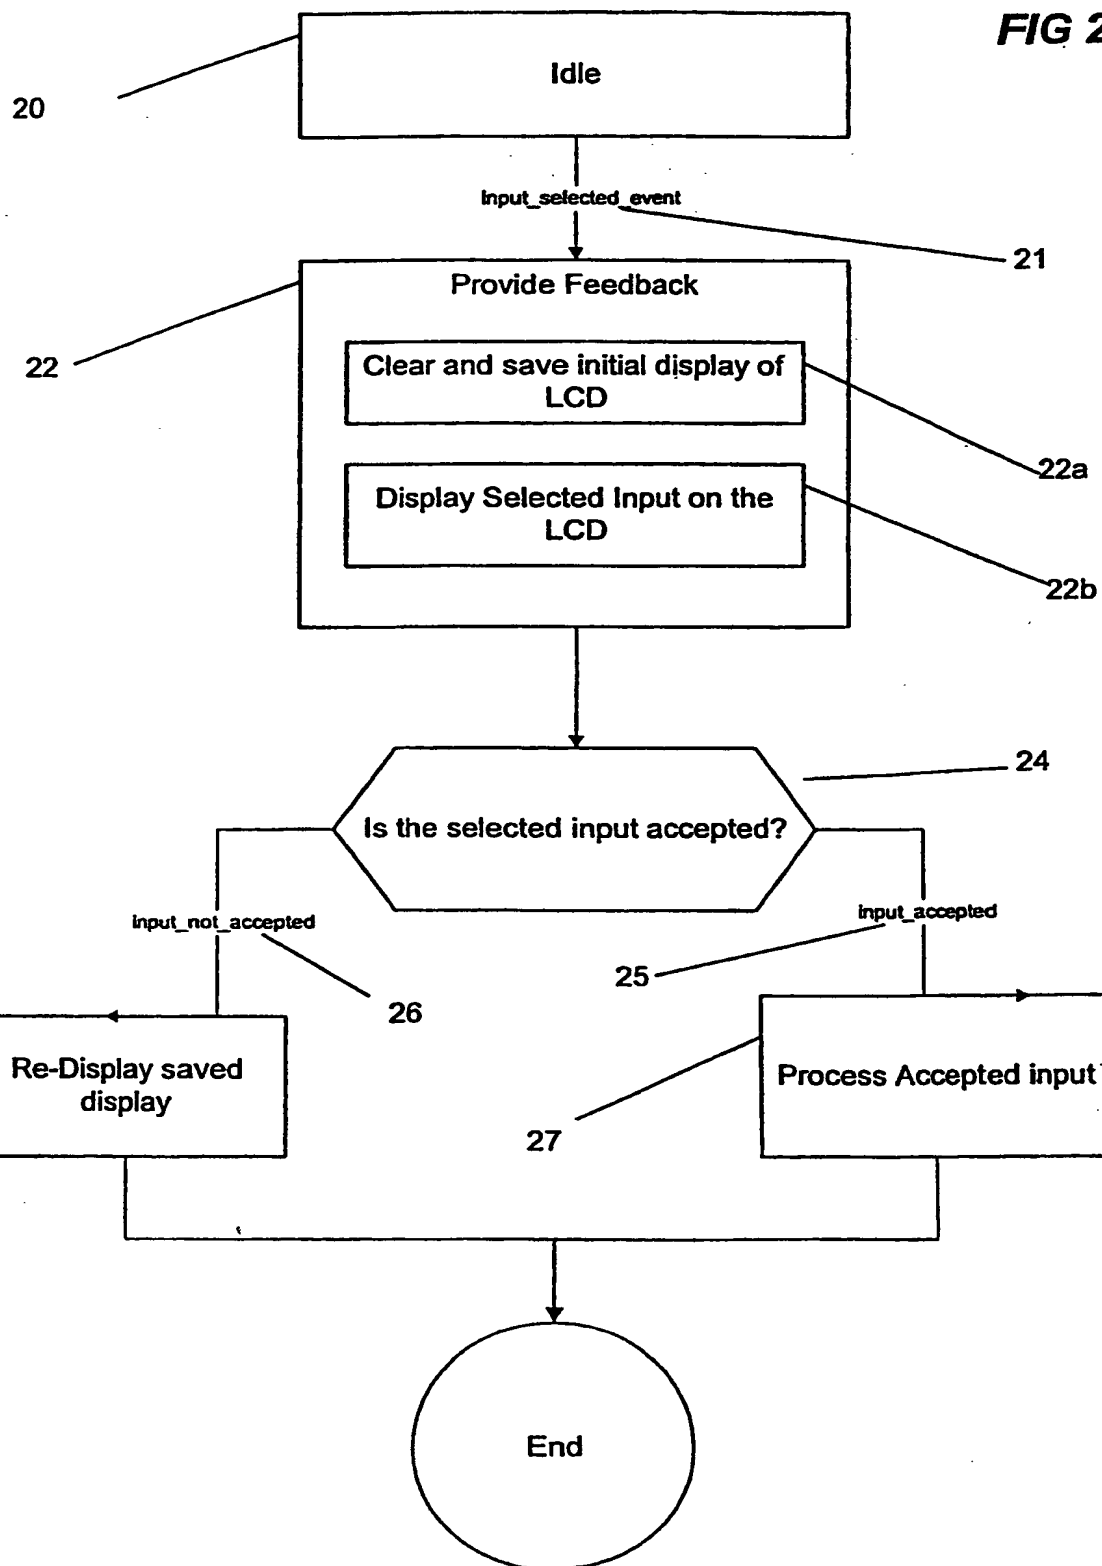 FIG 2
Idle
20
Input_selected_event
21
Provide Feedback
22
Clear and save initial display of
LCD
22a
Display Selected Input on the
LCD
22b
24
Is the selected input accepted?
input_not_accepted
input_accepted
25
26
Re-Display saved
display
Process Accepted input
27
End